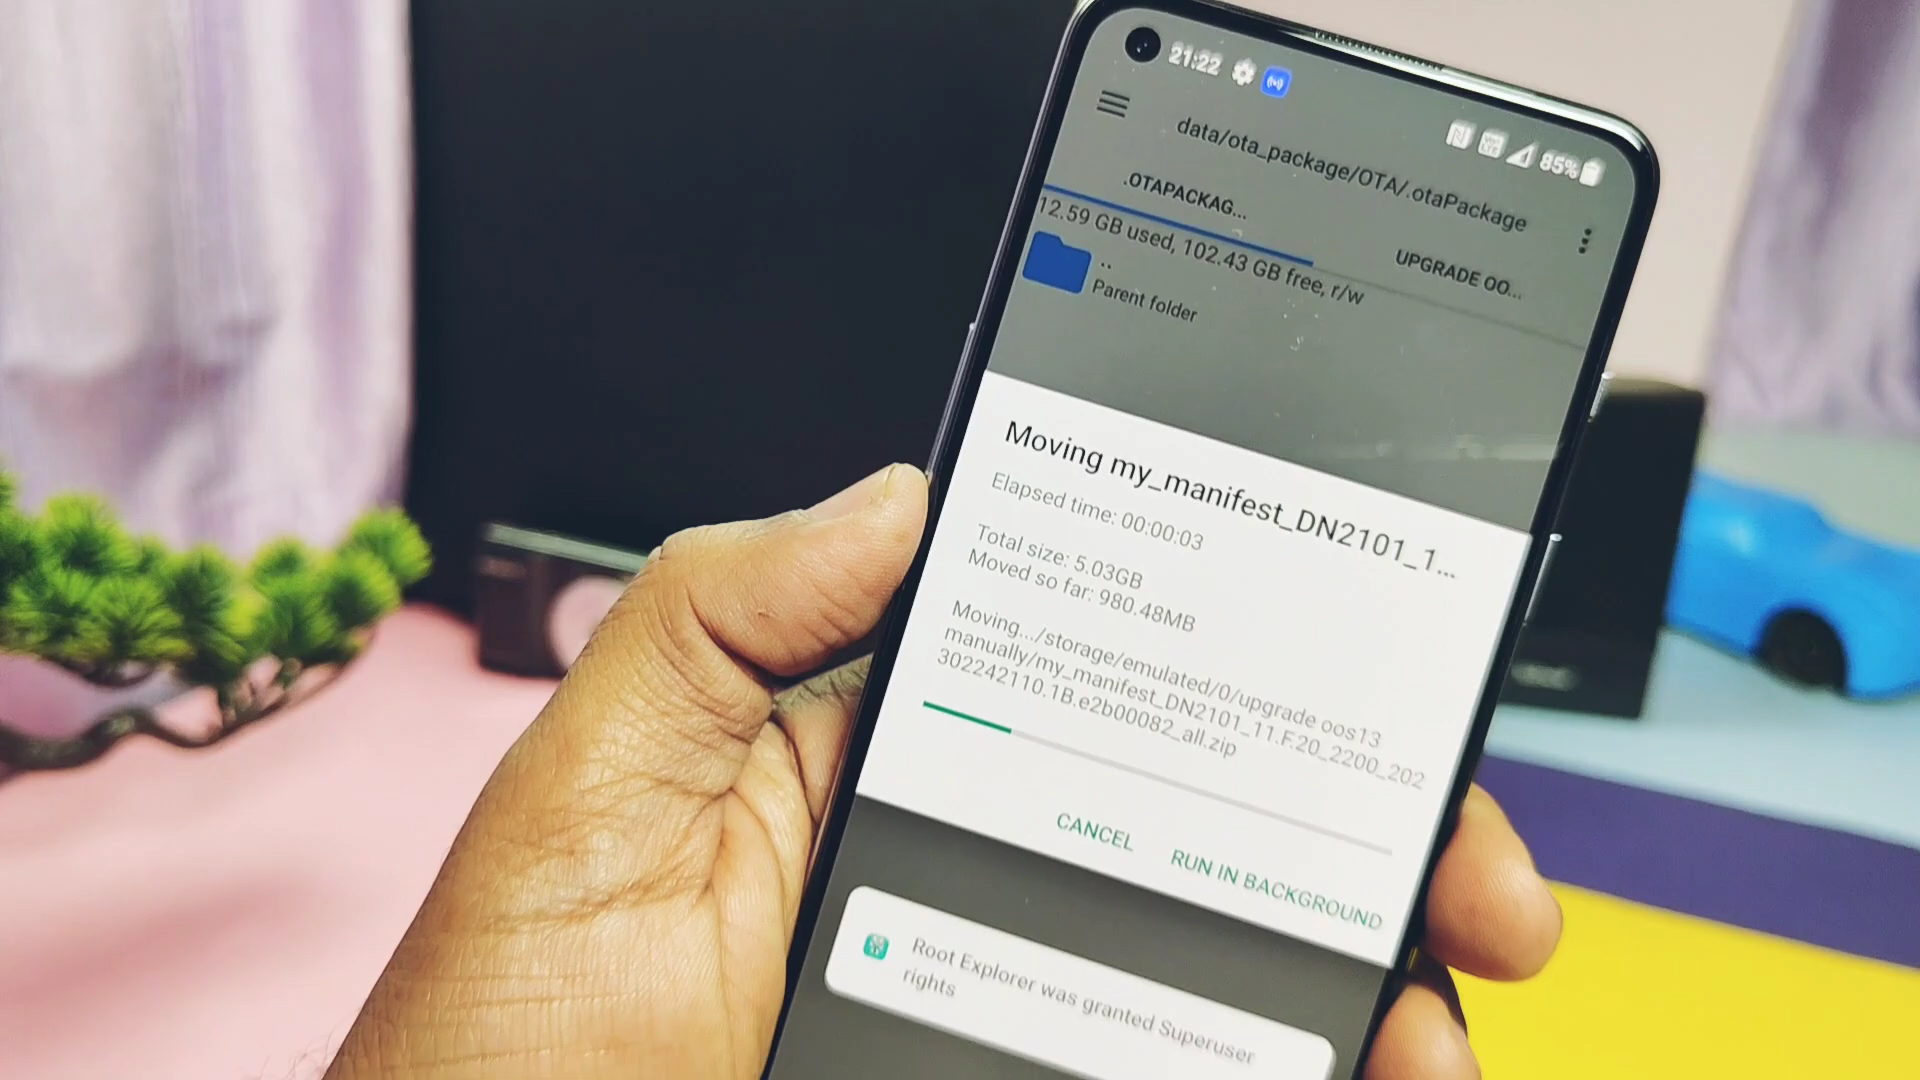 21:22
85%
data/ota_package/OTA/.otaPackage
.OTAPACKAG...
UPGRADE OO...
12.59 GB used, 102.43 GB free, r/w
..
Parent folder
Moving my_manifest_DN2101_1...
Elapsed time: 00:00:03
Total size: 5.03GB
Moved so far: 980.48MB
Moving.../storage/emulated/0/upgrade oos13
manually/my_manifest_DN2101_11.F.20_2200_202
302242110.1B.e2b00082_all.zip
CANCEL
RUN IN BACKGROUND
Root Explorer was granted Superuser
rights